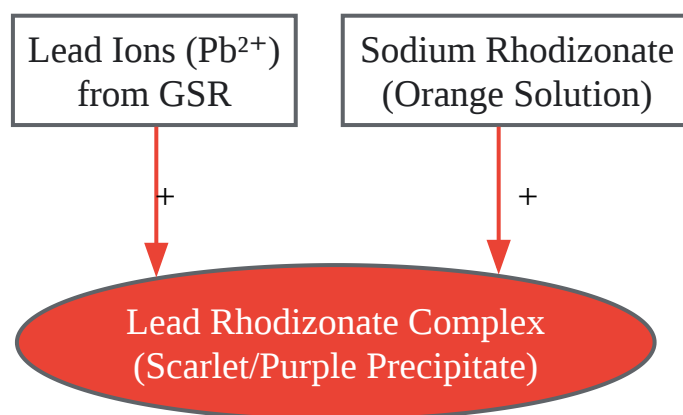 Lead Ions (Pb²⁺)
from GSR
Sodium Rhodizonate
(Orange Solution)
+
+
Lead Rhodizonate Complex
(Scarlet/Purple Precipitate)